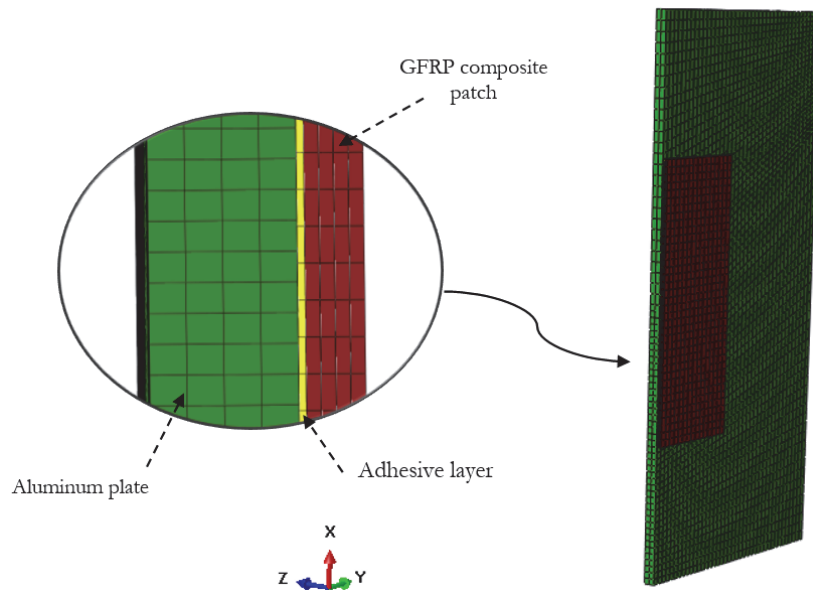 GFRP composite
patch
Aluminum plate
Adhesive layer
X
Z
Y